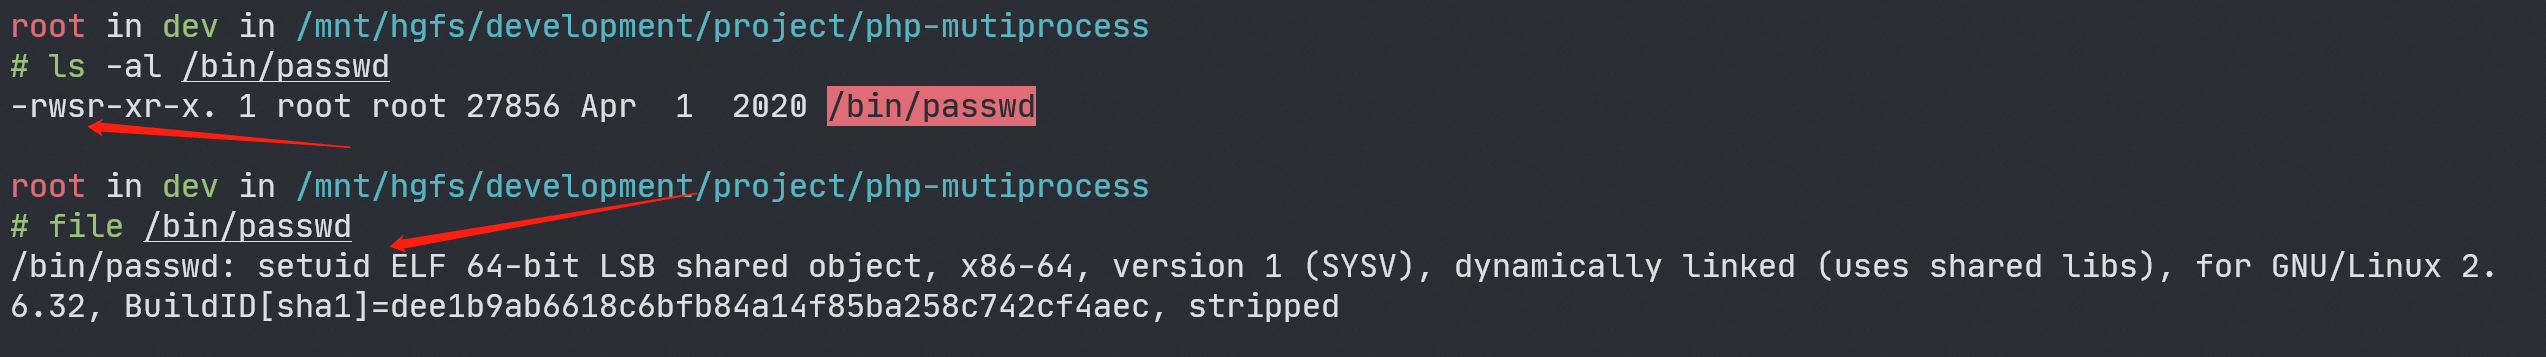 root in dev in /mnt/hgfs/development/project/php-mutiprocess
# ls -al /bin/passwd
-rwsr-xr-x. 1 root root 27856 Apr  1  2020 /bin/passwd
root in dev in /mnt/hgfs/development/project/php-mutiprocess
# file /bin/passwd
/bin/passwd: setuid ELF 64-bit LSB shared object, x86-64, version 1 (SYSV), dynamically linked (uses shared libs), for GNU/Linux 2.
6.32, BuildID[sha1]=dee1b9ab6618c6bfb84a14f85ba258c742cf4aec, stripped